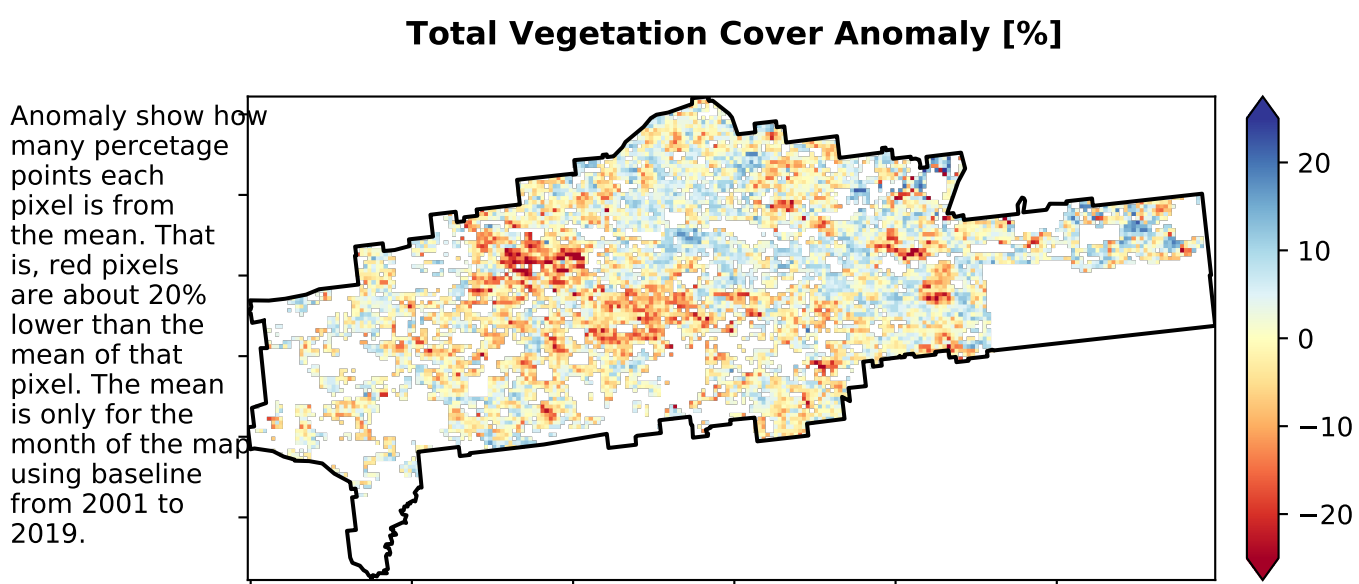 Total Vegetation Cover Anomaly [%]
Anomaly show how
many percetage
points each
pixel is from
the mean. That
is, red pixels
are about 20%
lower than the
mean of that
pixel. The mean
is only for the
month of the map
using baseline
from 2001 to
2019.
20
10
0
−10
−20